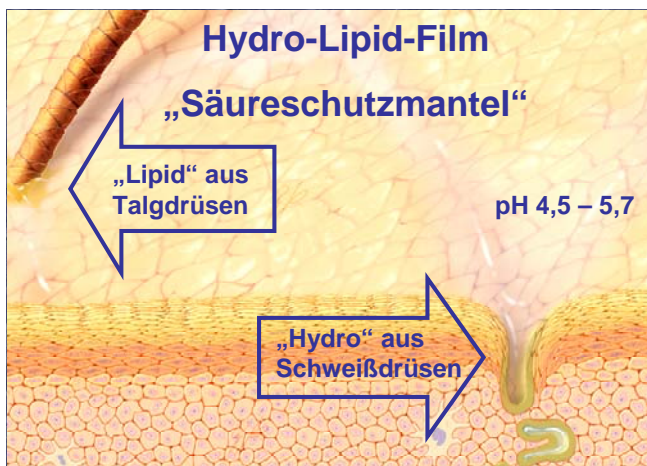 Hydro-Lipid-Film
„Säureschutzmantel“
„Lipid“ aus
Talgdrüsen
pH 4,5 – 5,7
„Hydro“ aus
Schweißdrüsen